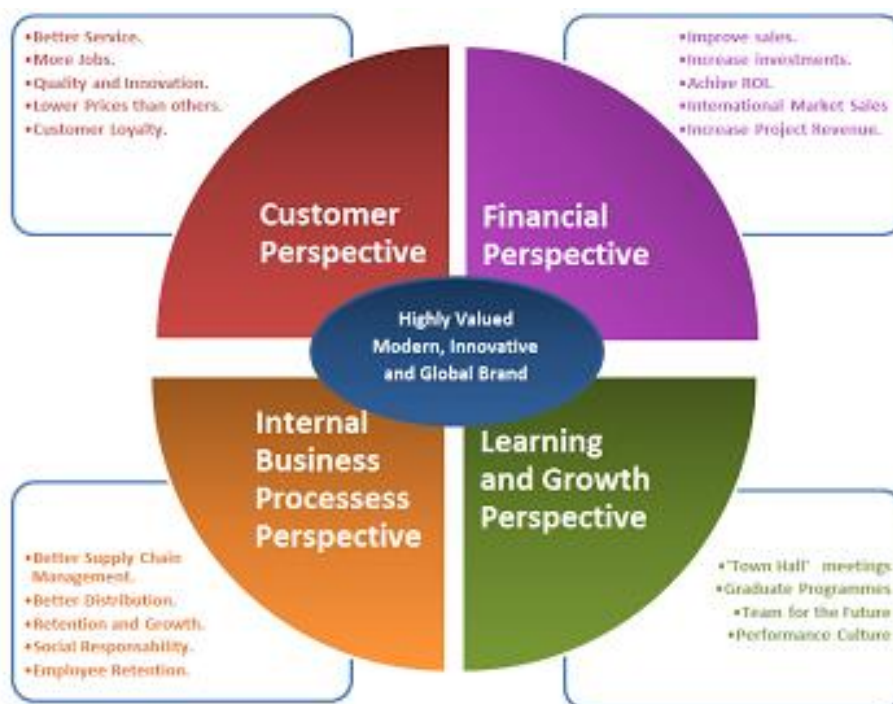 •Better Service.
•More Jobs.
•Quality and Innovation.
•Lower Prices than others.
•Customer Loyalty.
•Improve sales.
•Increase investments.
•Achive ROI.
•International Market Sales
•Increase Project Revenue.
Customer
Perspective
Financial
Perspective
Highly Valued
Modern, Innovative
and Global Brand
Internal
Business
Processess
Perspective
Learning
and Growth
Perspective
•Better Supply Chain
Management.
•Better Distribution.
•Retention and Growth.
•Social Responsability.
•Employee Retention.
•'Town Hall' meetings
•Graduate Programmes
•Team for the Future
•Performance Culture